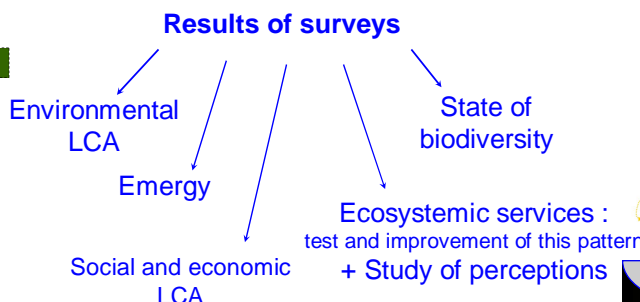 Results of surveys
Environmental
LCA
State of
biodiversity
Emergy
Ecosystemic services :
test and improvement of this pattern
+ Study of perceptions
Social and economic
LCA